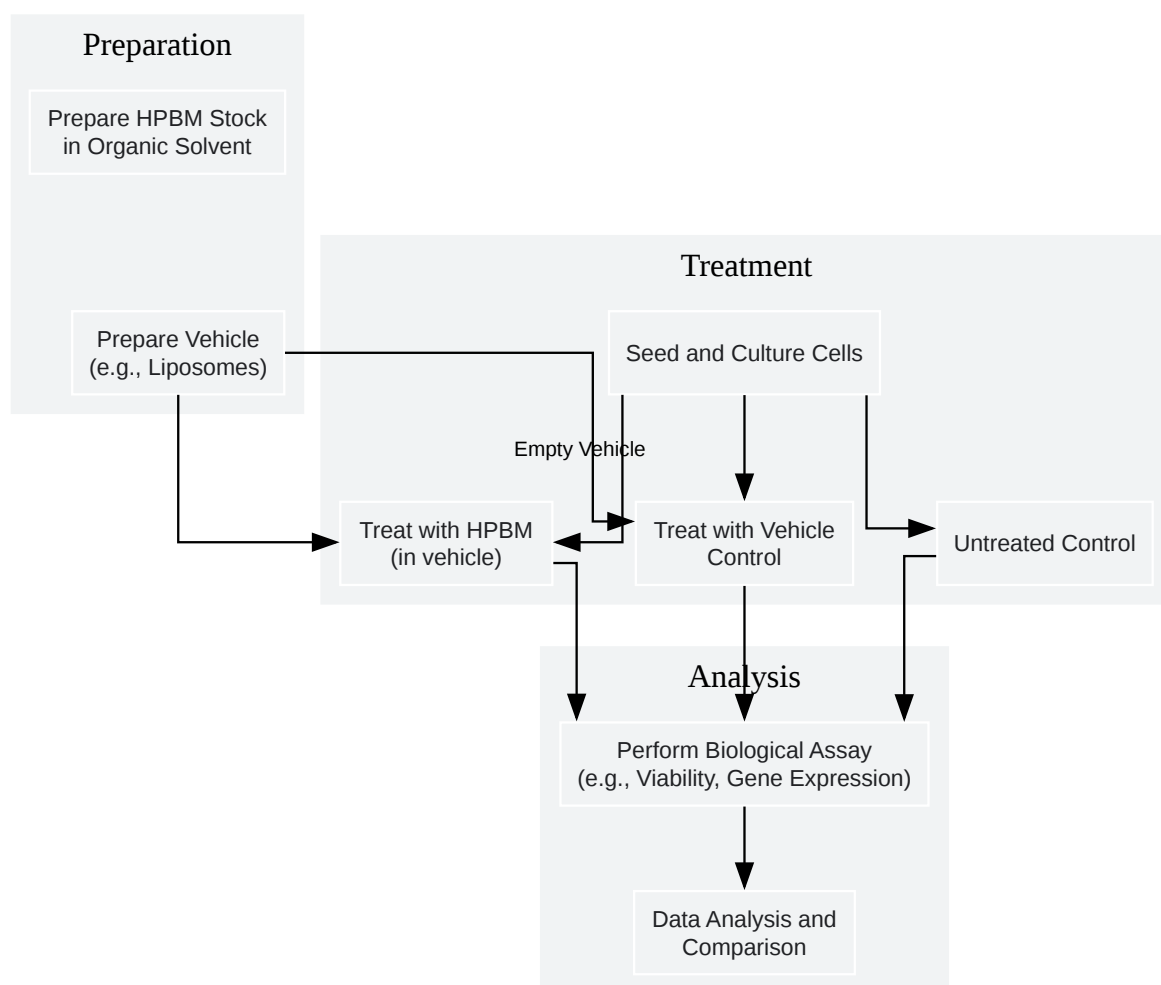 Preparation
Prepare HPBM Stock
in Organic Solvent
Treatment
Prepare Vehicle
(e.g., Liposomes)
Seed and Culture Cells
Empty Vehicle
Treat with HPBM
(in vehicle)
Treat with Vehicle
Control
Untreated Control
Analysis
Perform Biological Assay
(e.g., Viability, Gene Expression)
Data Analysis and
Comparison